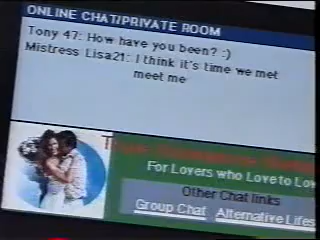 ONLINE CHAT/PRIVATE ROOM
Tony 47: How have you been? :)
Mistress Lisa21: I think it's time we met
meet me
For Lovers who Love to Lov
Other Chat links
Group Chat Alternative Lifes